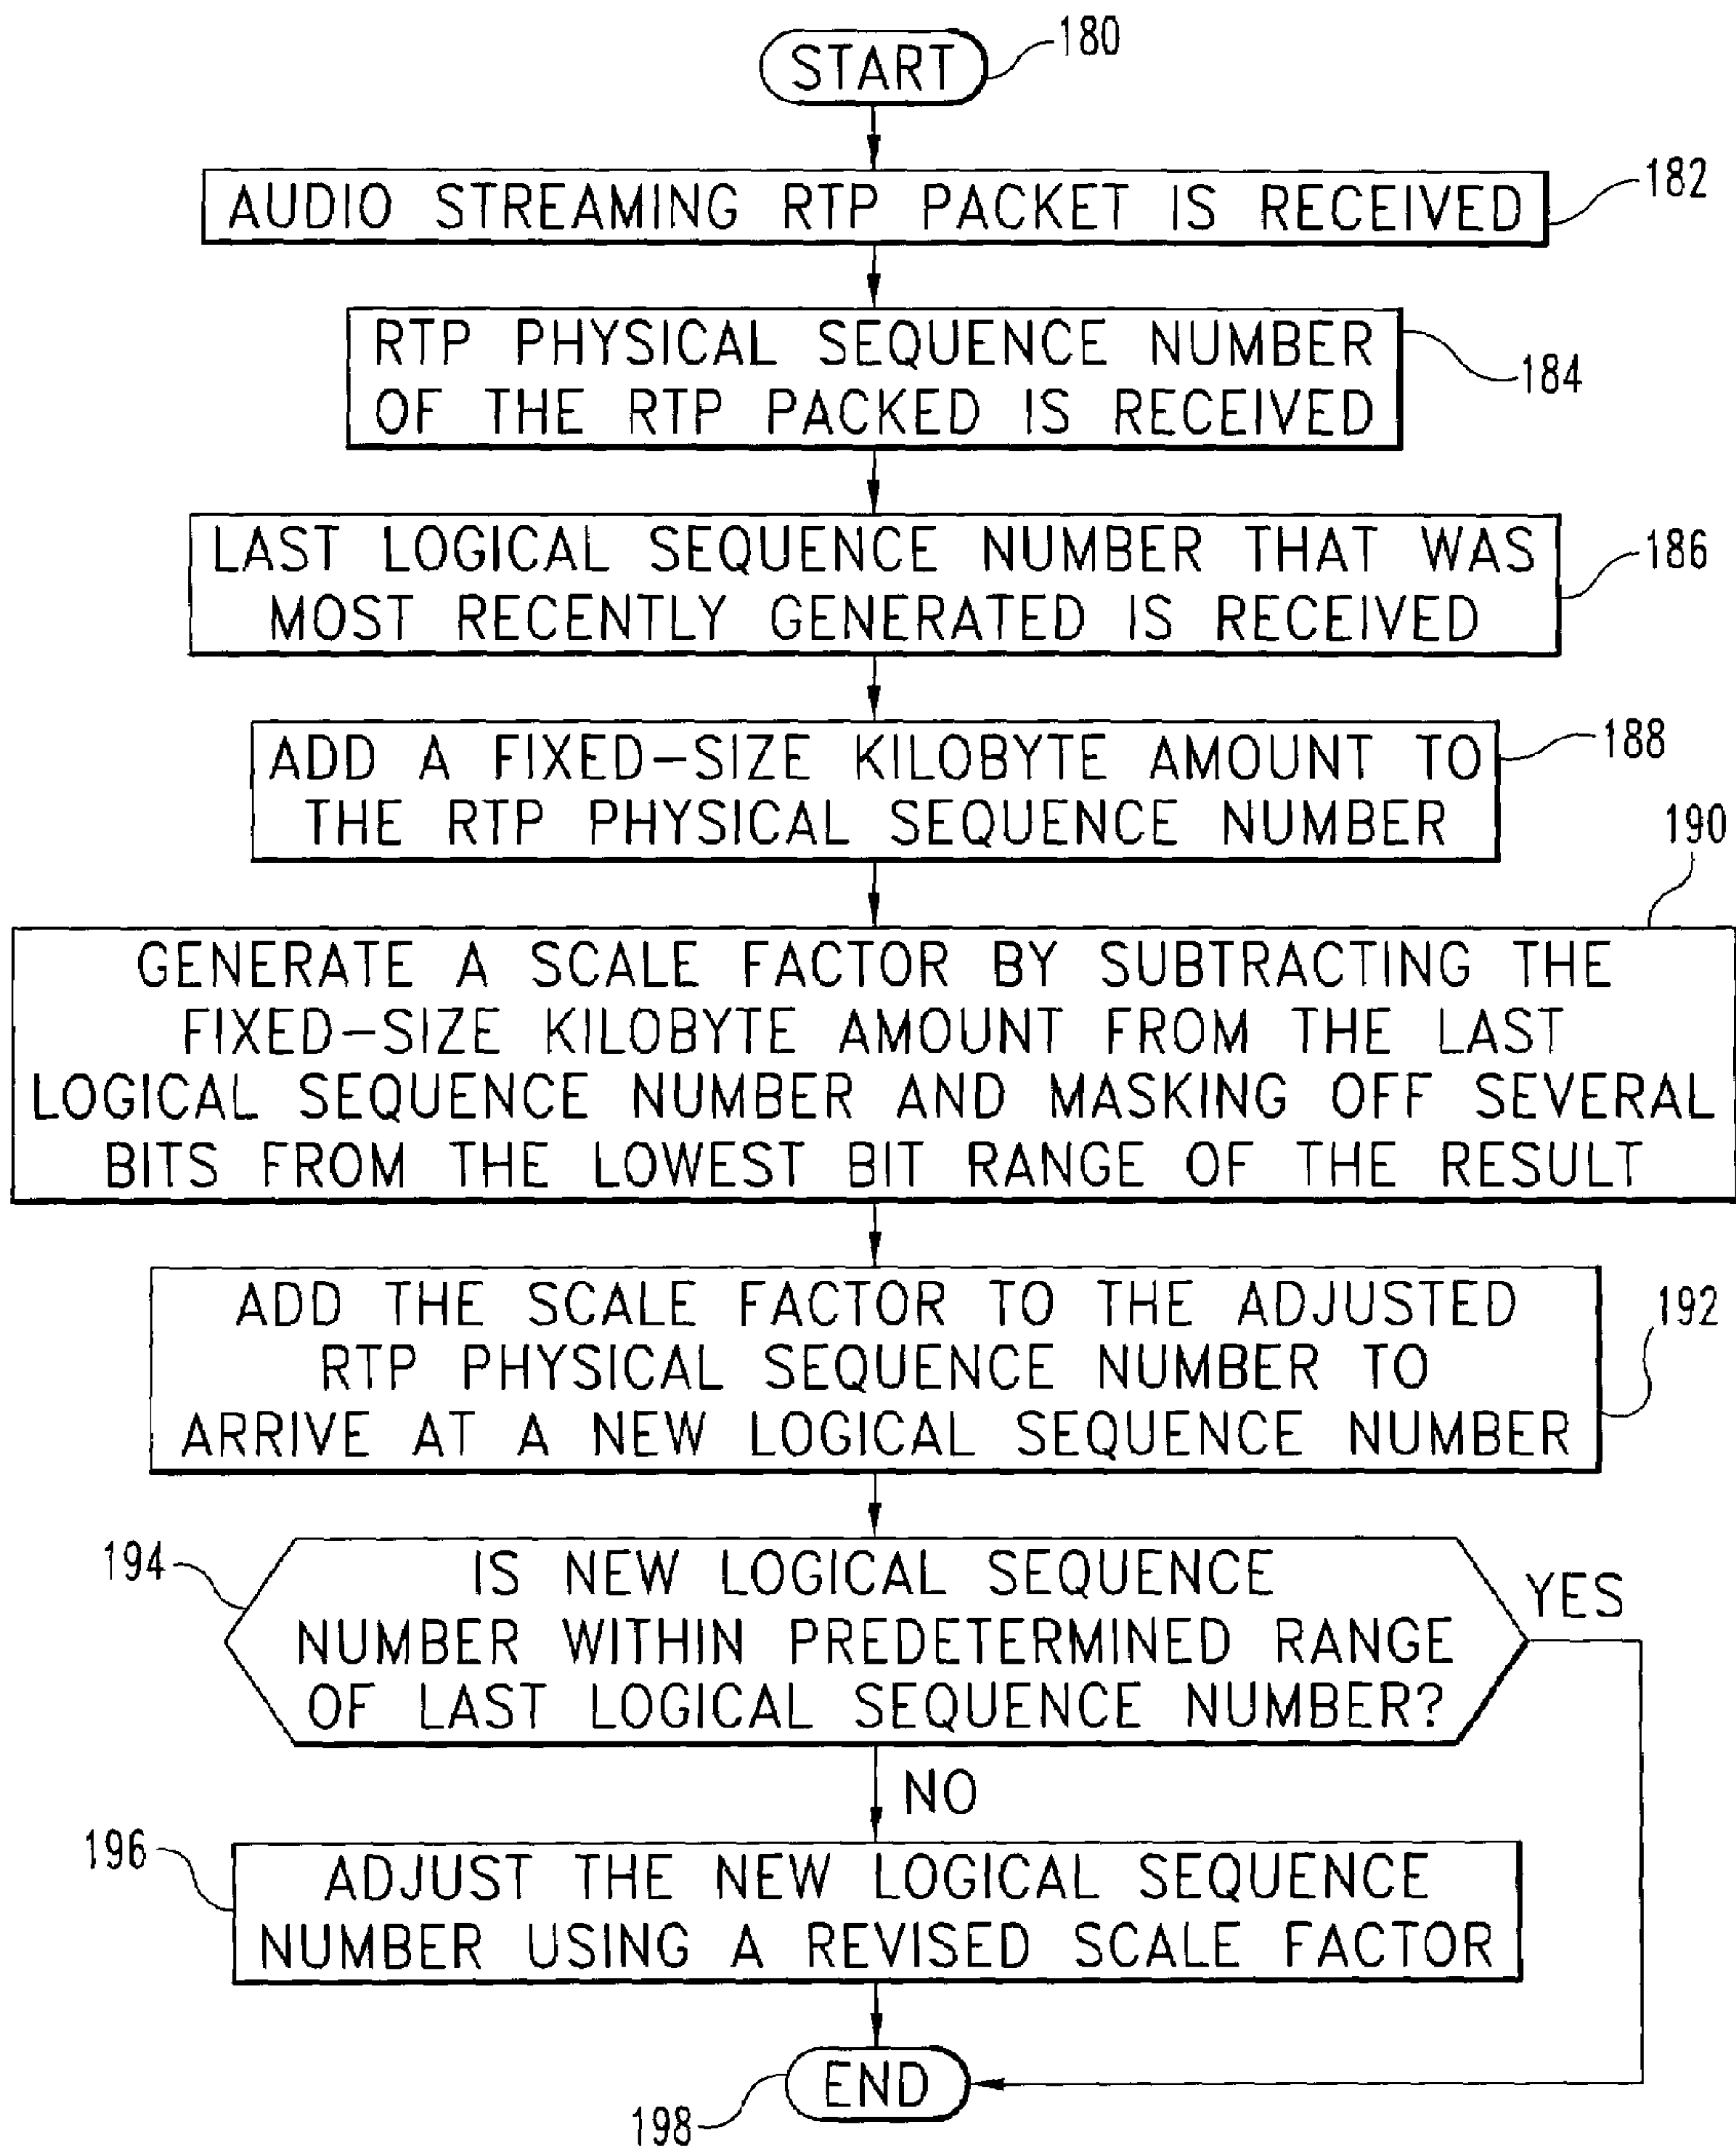 START
180
AUDIO STREAMING RTP PACKET IS RECEIVED
182
RTP PHYSICAL SEQUENCE NUMBER
OF THE RTP PACKED IS RECEIVED
184
LAST LOGICAL SEQUENCE NUMBER THAT WAS
MOST RECENTLY GENERATED IS RECEIVED
186
ADD A FIXED-SIZE KILOBYTE AMOUNT TO
THE RTP PHYSICAL SEQUENCE NUMBER
188
190
GENERATE A SCALE FACTOR BY SUBTRACTING THE
FIXED-SIZE KILOBYTE AMOUNT FROM THE LAST
LOGICAL SEQUENCE NUMBER AND MASKING OFF SEVERAL
BITS FROM THE LOWEST BIT RANGE OF THE RESULT
ADD THE SCALE FACTOR TO THE ADJUSTED
RTP PHYSICAL SEQUENCE NUMBER TO
ARRIVE AT A NEW LOGICAL SEQUENCE NUMBER
192
194
IS NEW LOGICAL SEQUENCE
NUMBER WITHIN PREDETERMINED RANGE
OF LAST LOGICAL SEQUENCE NUMBER?
YES
NO
196
ADJUST THE NEW LOGICAL SEQUENCE
NUMBER USING A REVISED SCALE FACTOR
END
198